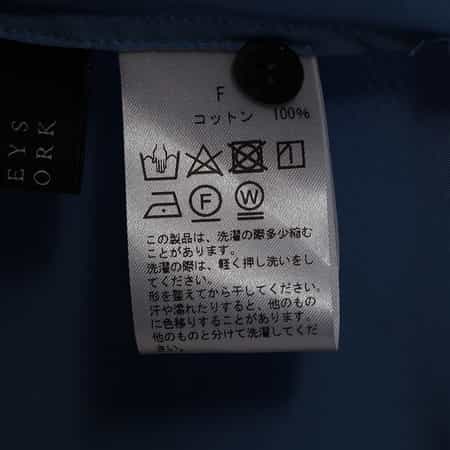 EYS
ORK
F
コットン 100%
F W
この製品は、洗濯の際多少縮む
ことがあります。
洗濯の際は、軽く押し洗いをし
てください。
形を整えてから干してください。
汗や濡れたりすると、他のもの
に色移りすることがあります。
他のものと分けて洗濯してくだ
さい。